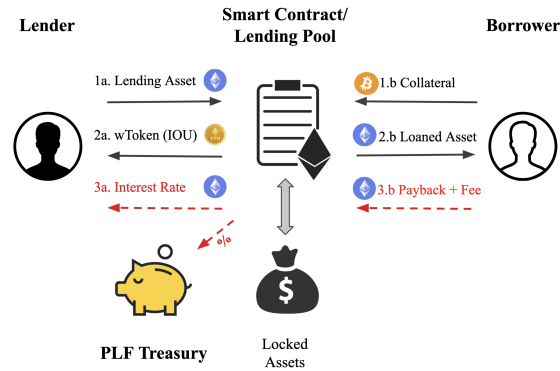 Lender
Smart Contract/
Lending Pool
Borrower
1a. Lending Asset
1.b Collateral
2a. wToken (IOU)
ETH
2.b Loaned Asset
3a. Interest Rate
3.b Payback + Fee
%
$
PLF Treasury
Locked
Assets